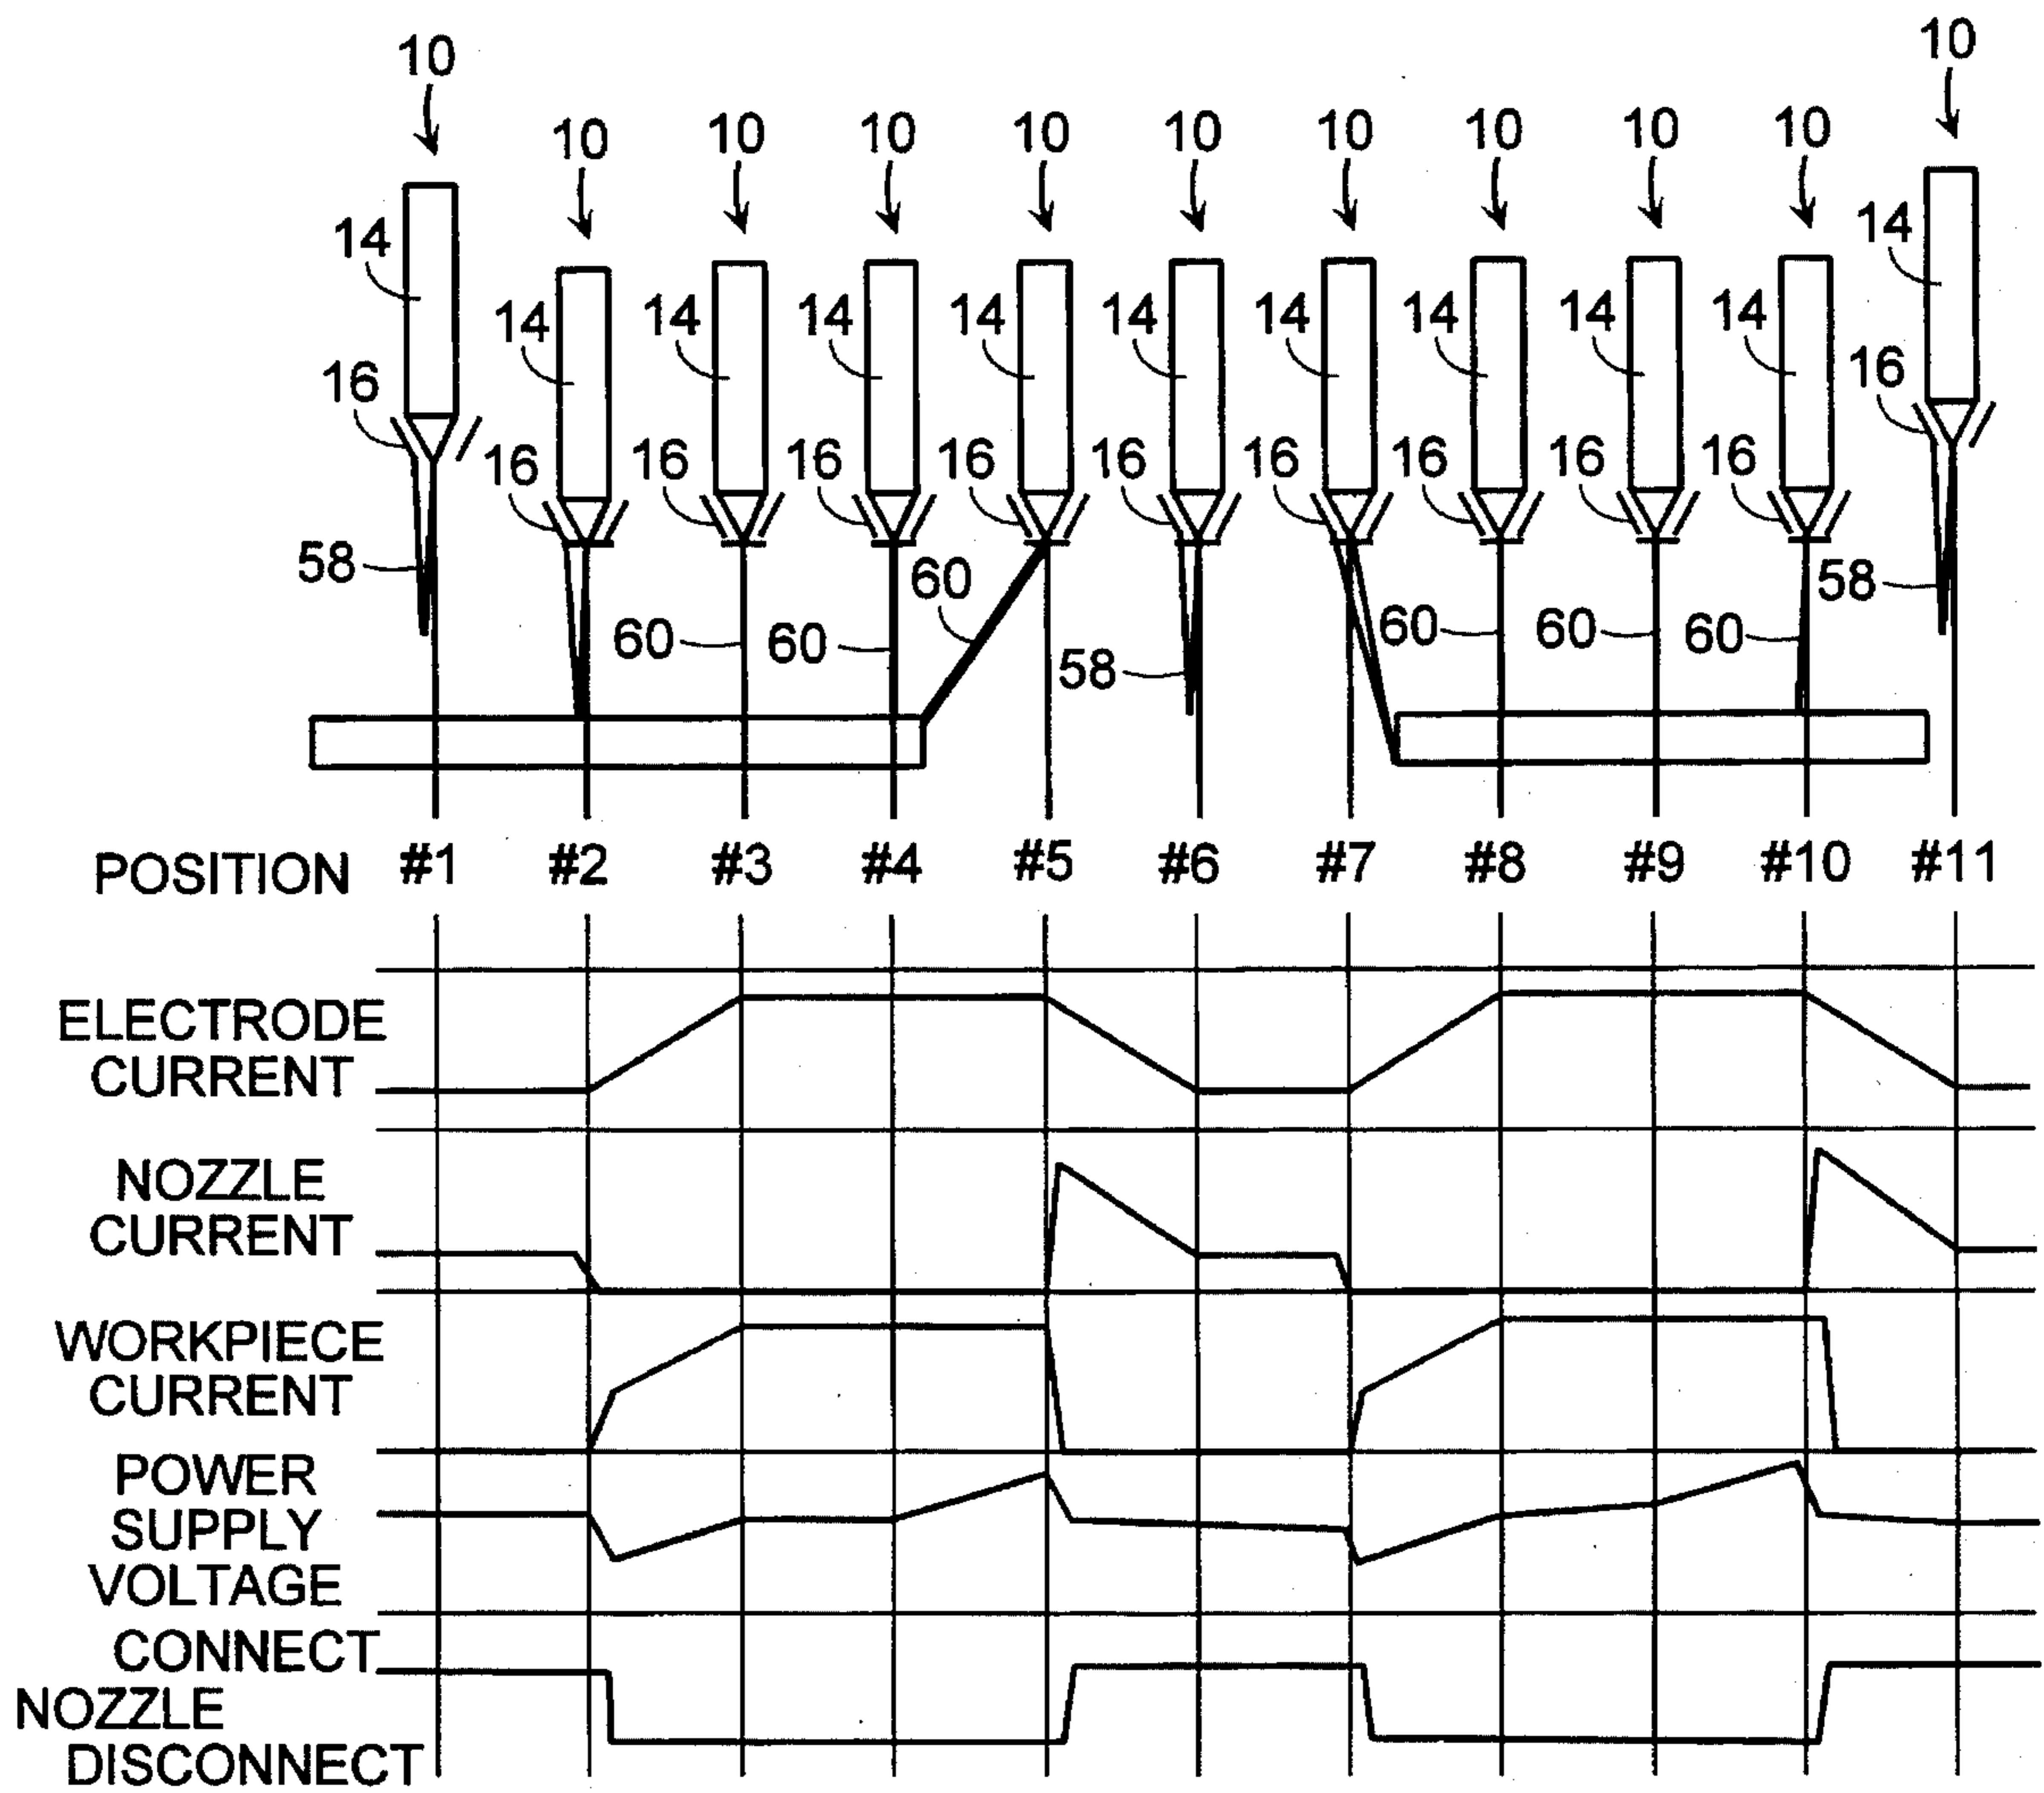 10 10 10 10 10 10 10 10 10 10 10
14 14 14 14 14 14 14 14 14 14 14
16 16 16 16 16 16 16 16 16 16 16
58 60 60 60 58 60 60 60 58
POSITION #1 #2 #3 #4 #5 #6 #7 #8 #9 #10 #11
ELECTRODE
CURRENT
NOZZLE
CURRENT
WORKPIECE
CURRENT
POWER
SUPPLY
VOLTAGE
CONNECT
NOZZLE
DISCONNECT